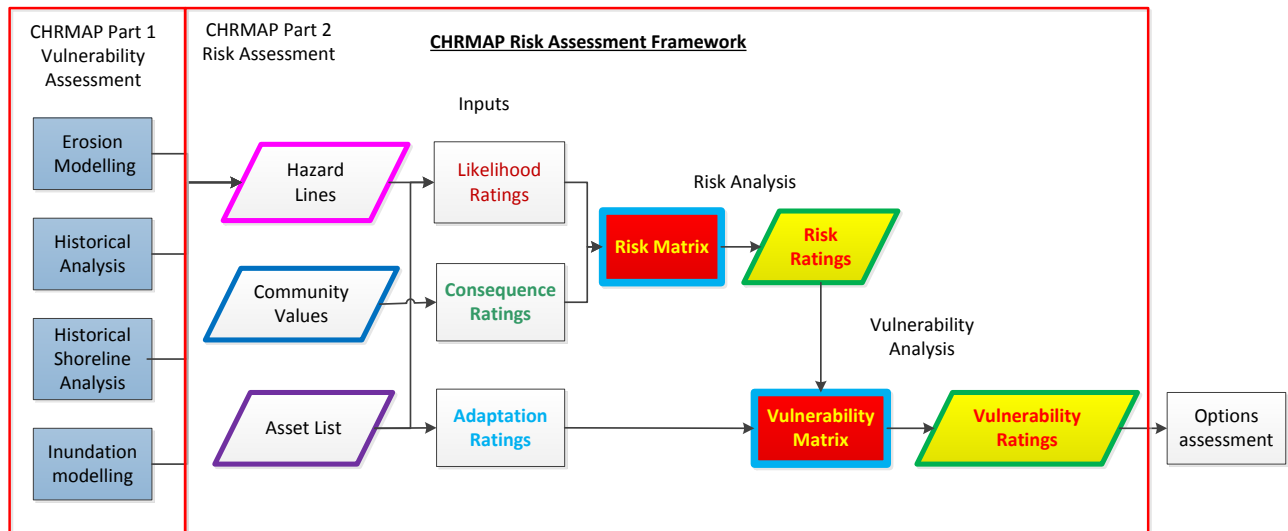 CHRMAP Part 1
Vulnerability
Assessment
CHRMAP Part 2
Risk Assessment
CHRMAP Risk Assessment Framework
Inputs
Erosion
Modelling
Hazard
Lines
Likelihood
Ratings
Risk Analysis
Historical
Analysis
Risk Matrix
Risk
Ratings
Community
Values
Consequence
Ratings
Historical
Shoreline
Analysis
Vulnerability
Analysis
Asset List
Adaptation
Ratings
Vulnerability
Matrix
Vulnerability
Ratings
Options
assessment
Inundation
modelling